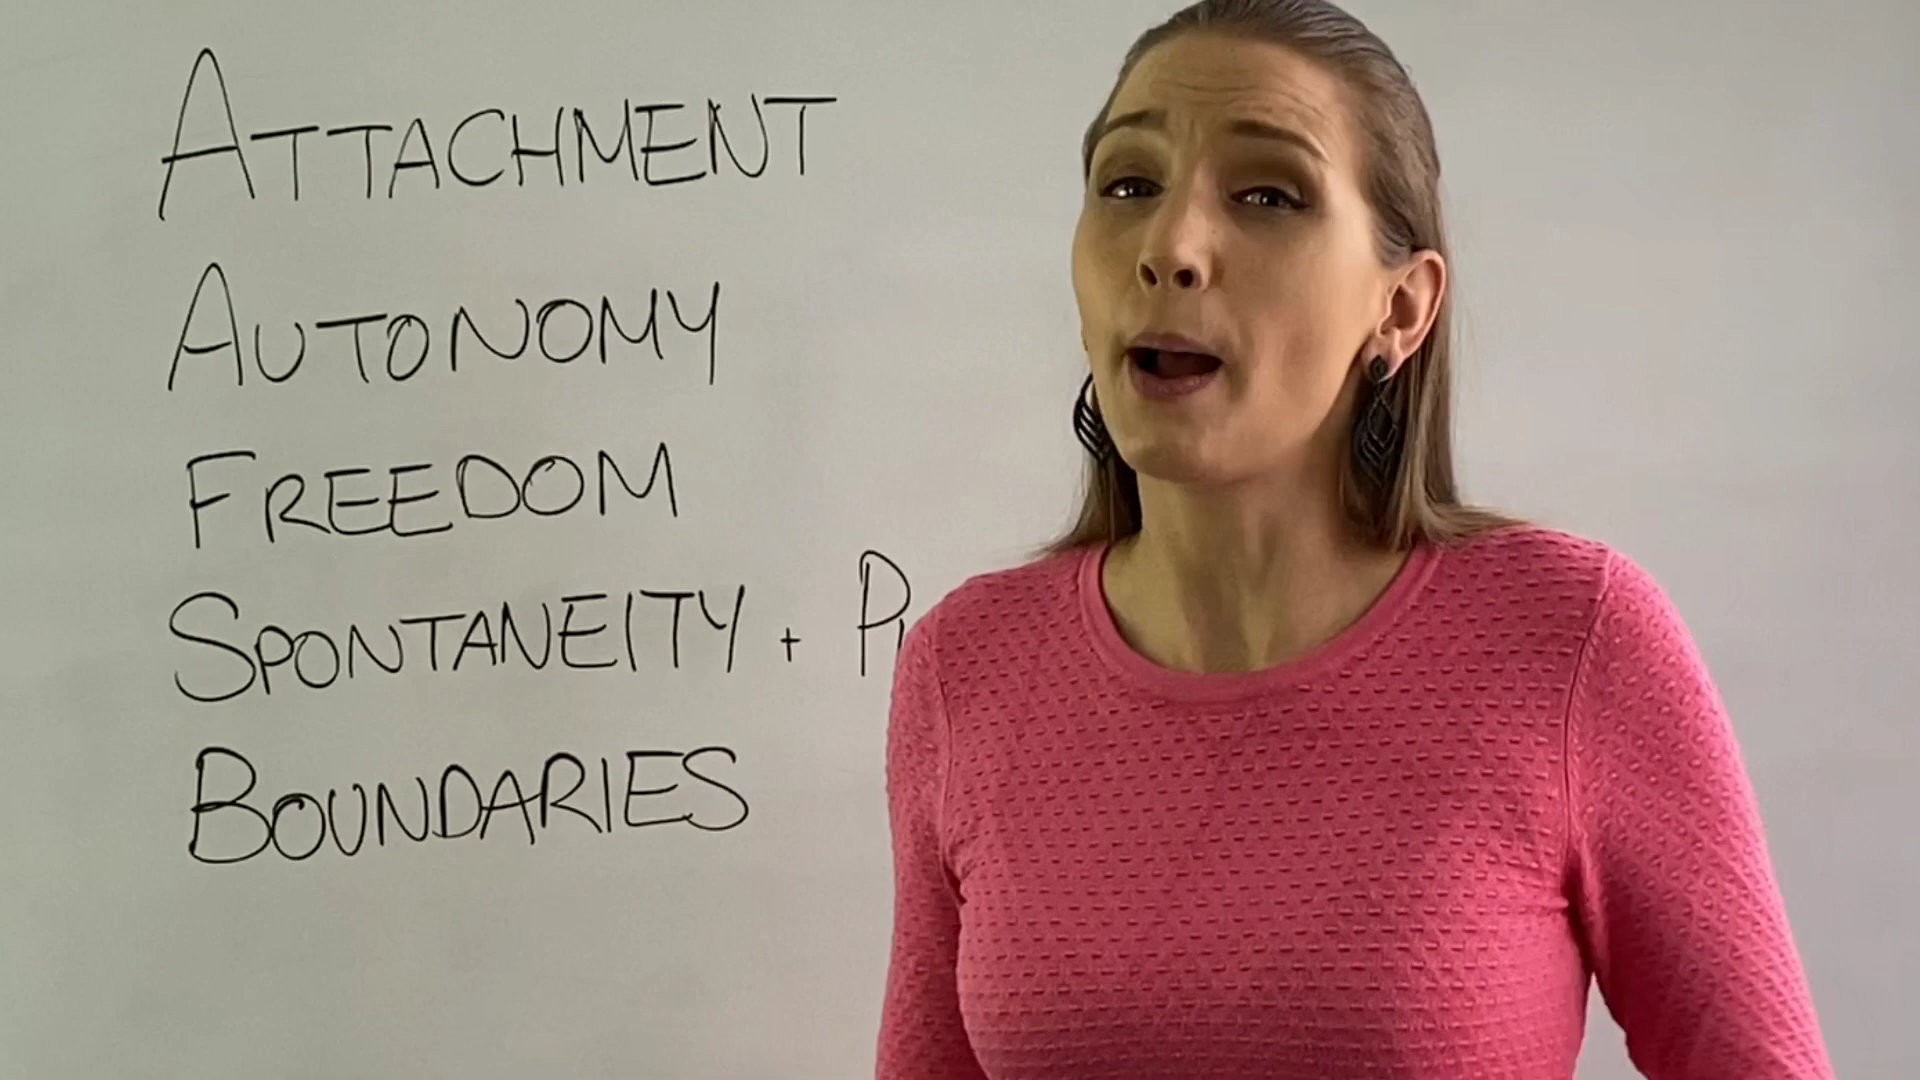 ATTACHMENT
AUTONOMY
FREEDOM
SPONTANEITY +
BOUNDARIES